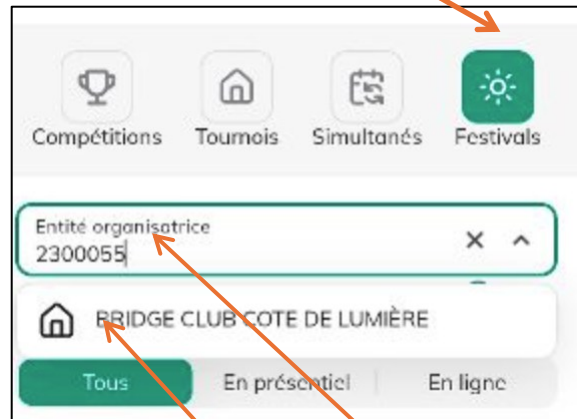 Compétitions Tournois Simultanés Festivals
Entité organisatrice
2300055
BRIDGE CLUB COTE DE LUMIÈRE
Tous En présentiel En ligne